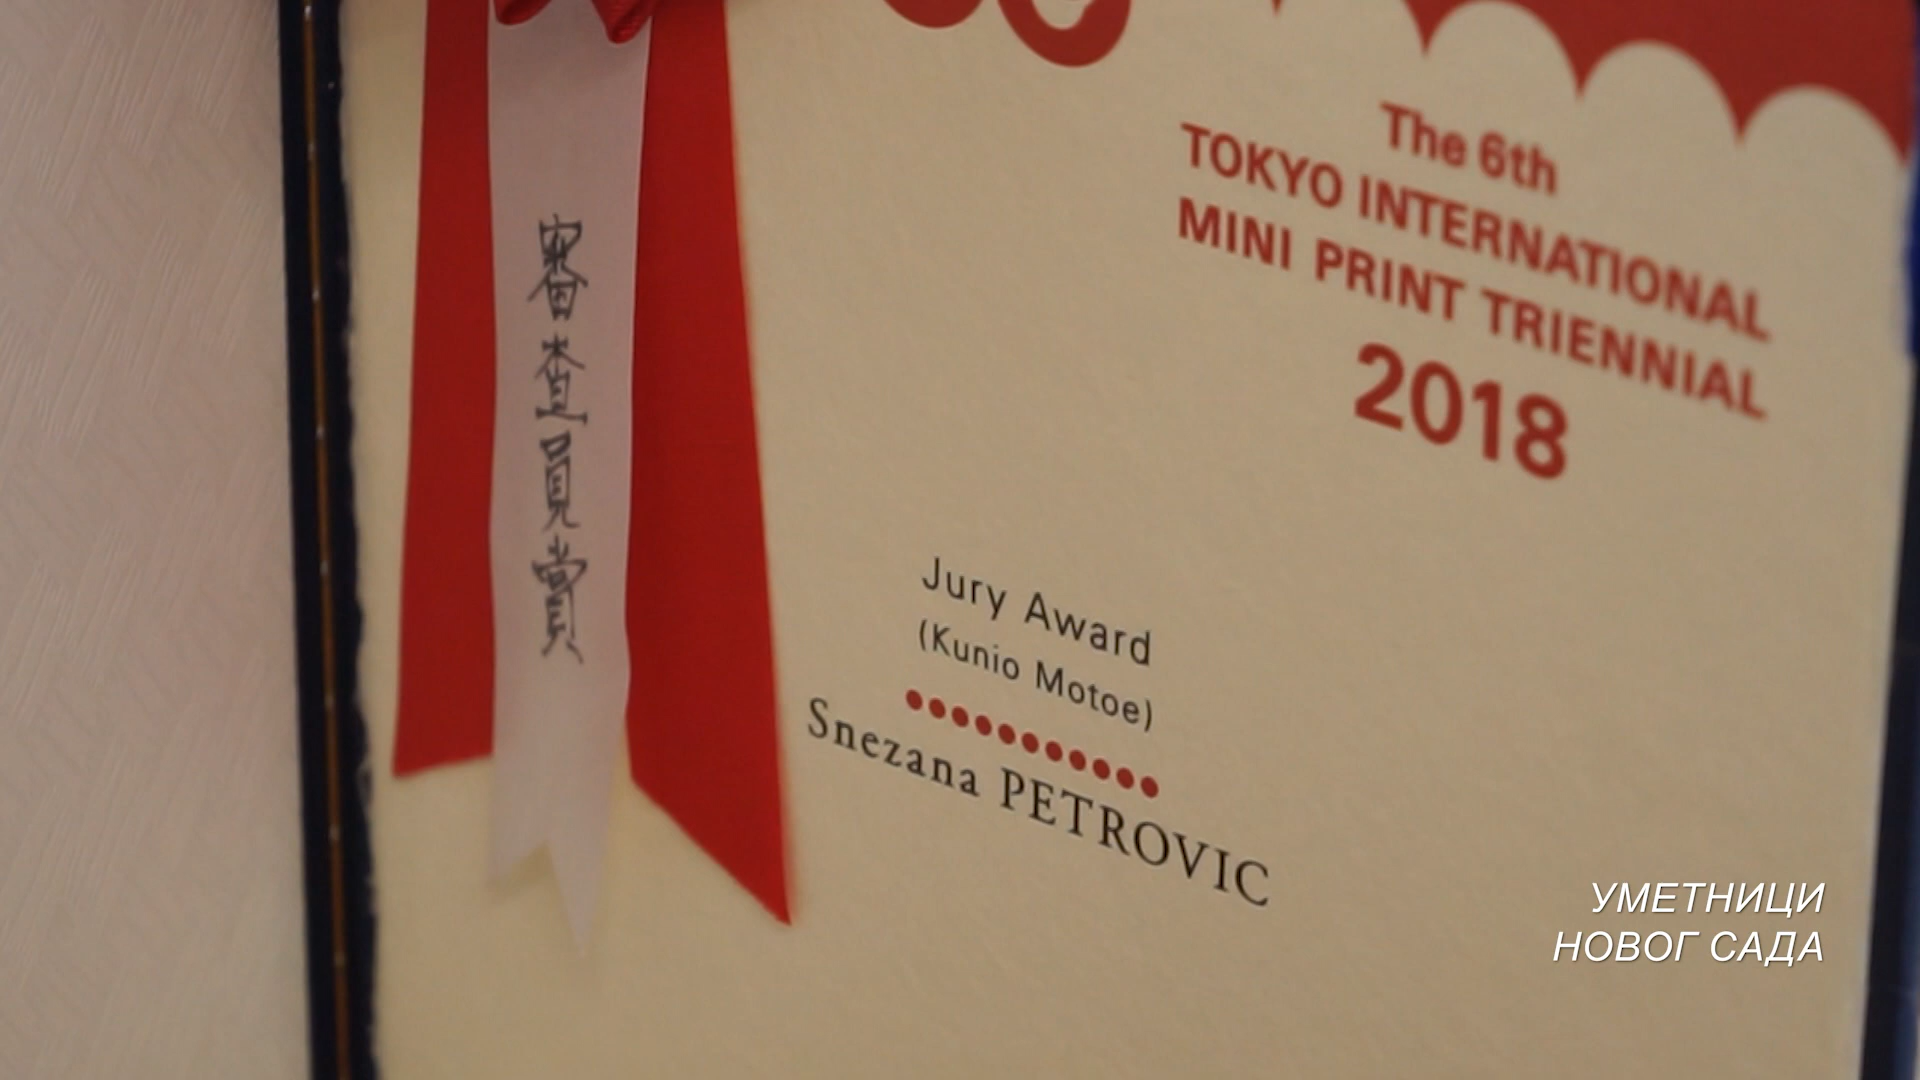 The 6th
TOKYO INTERNATIONAL
MINI PRINT TRIENNIAL
2018
審査員賞
Jury Award
(Kunio Motoe)
Snezana PETROVIC
УМЕТНИЦИ
НОВОГ САДА